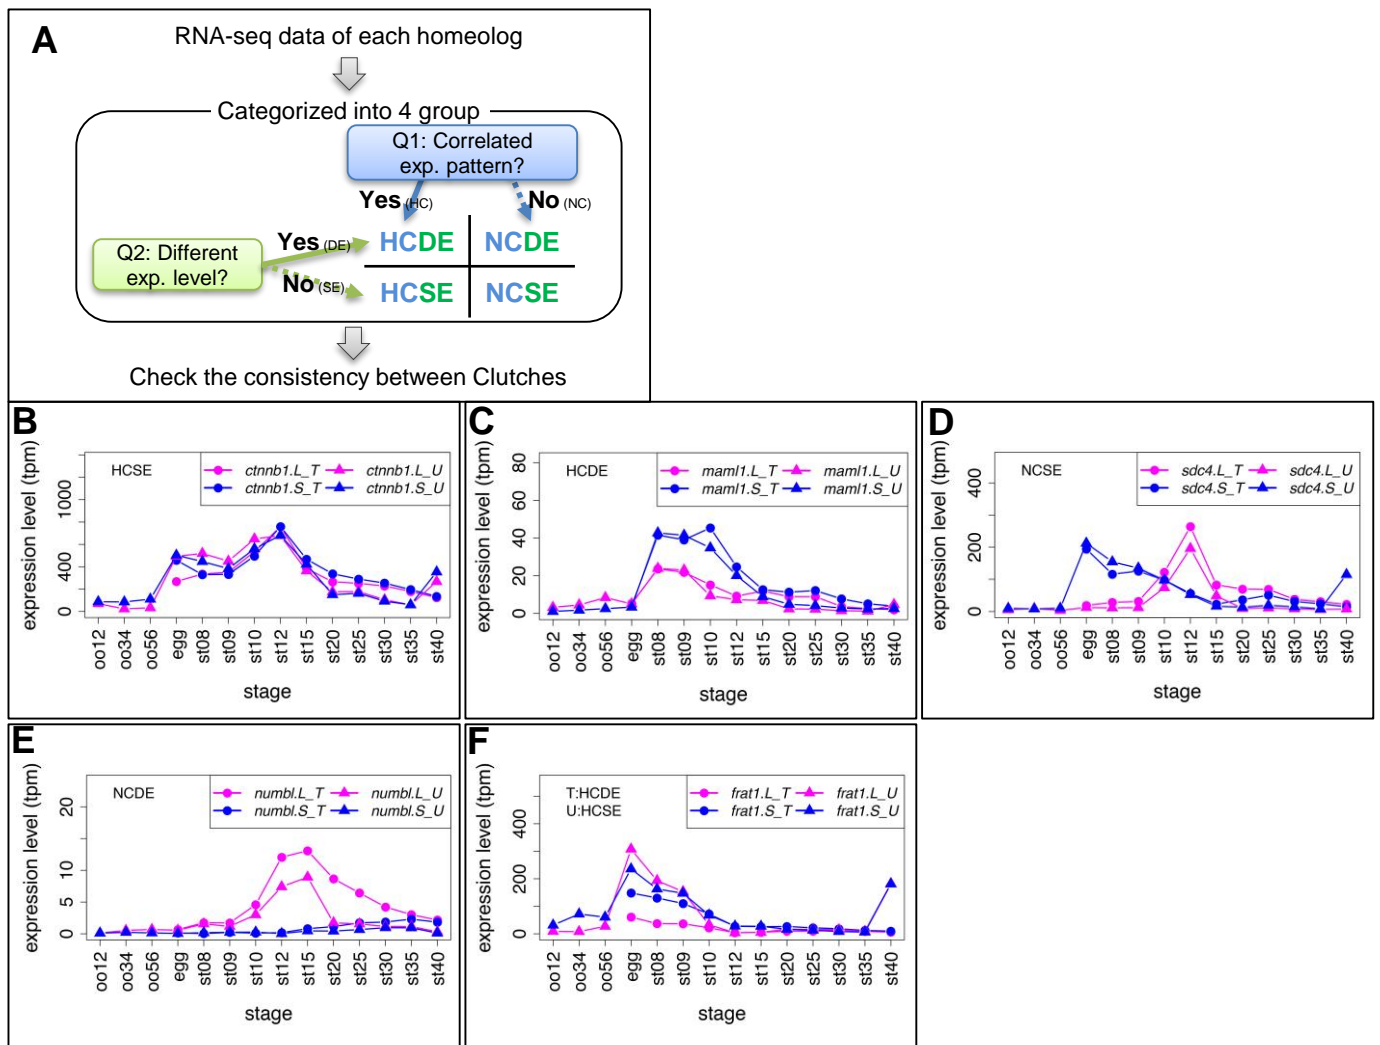 A
RNA-seq data of each homeolog
Categorized into 4 group
Q1: Correlated
exp. pattern?
Yes (HC)
No (NC)
Q2: Different
exp. level?
Yes (DE)
No (SE)
HCDE NCDE
HCSE NCSE
Check the consistency between Clutches
B
expression level (tpm)
HCSE
ctnnb1.L_T ctnnb1.L_U
ctnnb1.S_T ctnnb1.S_U
1000
400
0
oo12 oo34 oo56 egg st08 st09 st10 st12 st15 st20 st25 st30 st35 st40
stage
C
expression level (tpm)
HCDE
maml1.L_T maml1.L_U
maml1.S_T maml1.S_U
80
60
40
20
0
oo12 oo34 oo56 egg st08 st09 st10 st12 st15 st20 st25 st30 st35 st40
stage
D
expression level (tpm)
NCSE
sdc4.L_T sdc4.L_U
sdc4.S_T sdc4.S_U
400
200
0
oo12 oo34 oo56 egg st08 st09 st10 st12 st15 st20 st25 st30 st35 st40
stage
E
expression level (tpm)
NCDE
numbl.L_T numbl.L_U
numbl.S_T numbl.S_U
20
10
5
0
oo12 oo34 oo56 egg st08 st09 st10 st12 st15 st20 st25 st30 st35 st40
stage
F
expression level (tpm)
T:HCDE
U:HCSE
frat1.L_T frat1.L_U
frat1.S_T frat1.S_U
400
200
0
oo12 oo34 oo56 egg st08 st09 st10 st12 st15 st20 st25 st30 st35 st40
stage